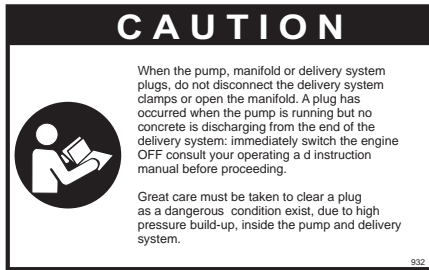 CAUTION
When the pump, manifold or delivery system
plugs, do not disconnect the delivery system
clamps or open the manifold. A plug has
occurred when the pump is running but no
concrete is discharging from the end of the
delivery system: immediately switch the engine
OFF consult your operating a d instruction
manual before proceeding.
Great care must be taken to clear a plug
as a dangerous condition exist, due to high
pressure build-up, inside the pump and delivery
system.
932